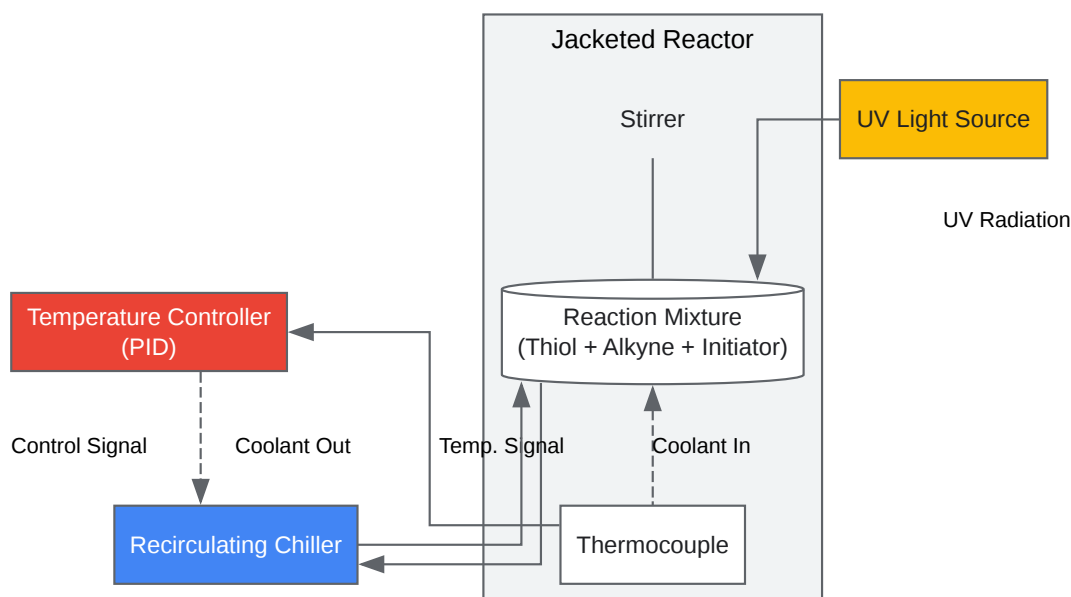 Jacketed Reactor
Stirrer
UV Light Source
UV Radiation
Temperature Controller
(PID)
Reaction Mixture
(Thiol + Alkyne + Initiator)
Control Signal
Coolant Out
Temp. Signal
Coolant In
Recirculating Chiller
Thermocouple